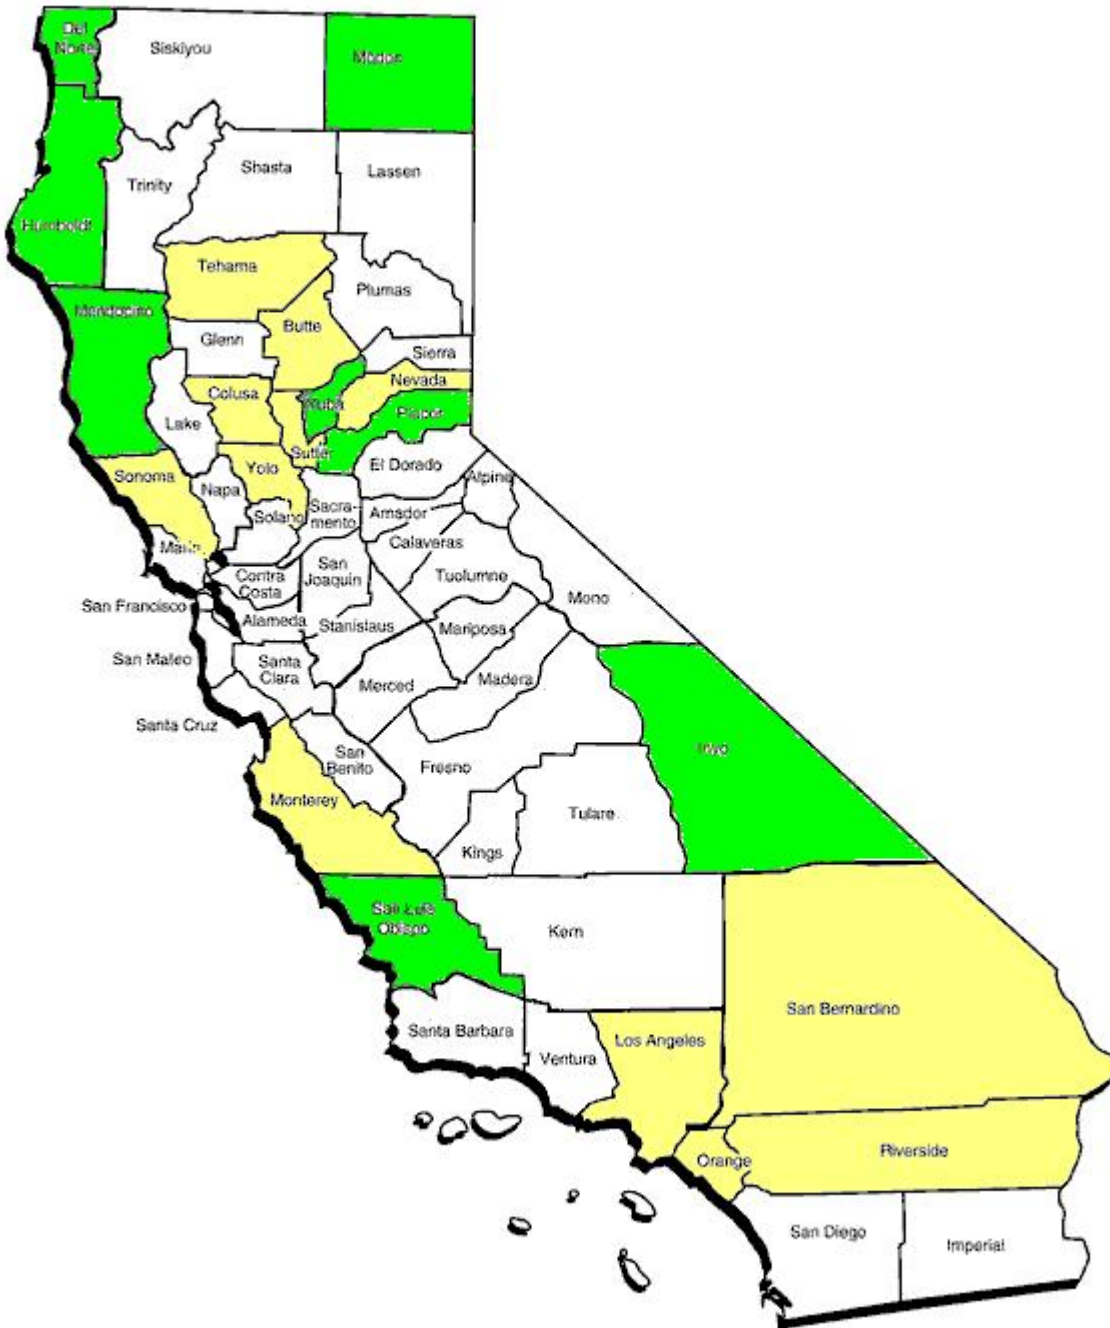 Del
Norte
Siskiyou
Modoc
Trinity
Shasta
Lassen
Humboldt
Tehama
Plumas
Mendocino
Butte
Glenn
Sierra
Nevada
Colusa
Yuba
Placer
Lake
Sutter
Sonoma
Yolo
El Dorado
Napa
Alpine
Solano
Sacra-
mento
Amador
Marin
Calaveras
Contra
Costa
San
Joaquin
Tuolumne
Mono
San Francisco
Alameda
Stanislaus
Mariposa
San Mateo
Santa
Clara
Merced
Madera
Santa Cruz
San
Benito
Fresno
Inyo
Monterey
Tulare
Kings
San Luis
Obispo
Kern
San Bernardino
Santa Barbara
Ventura
Los Angeles
Orange
Riverside
San Diego
Imperial